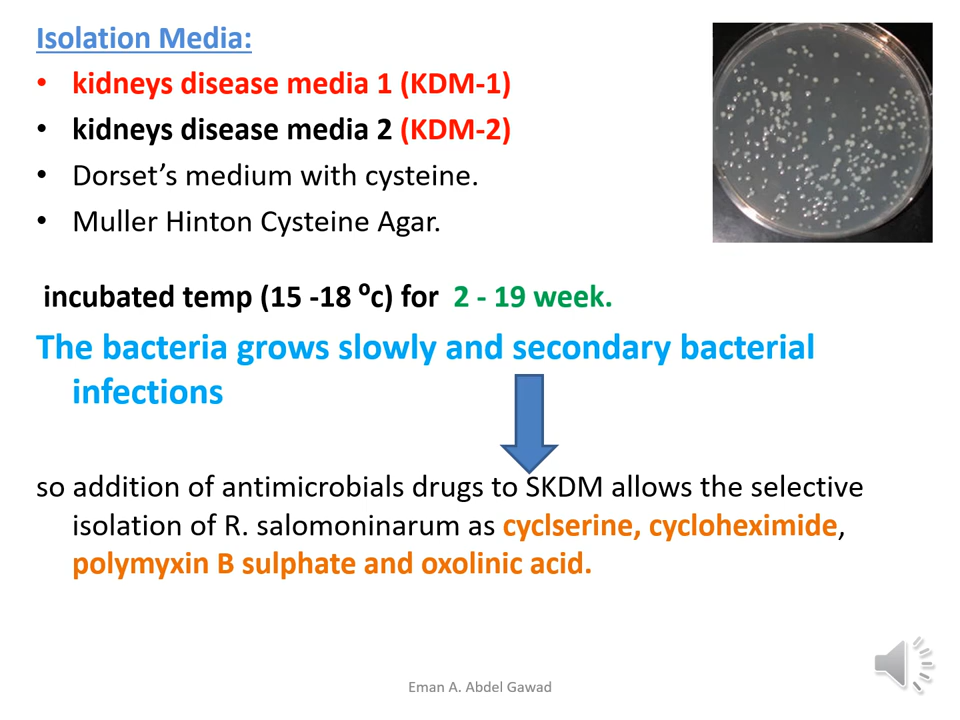 Isolation Media:
• kidneys disease media 1 (KDM-1)
• kidneys disease media 2 (KDM-2)
• Dorset’s medium with cysteine.
• Muller Hinton Cysteine Agar.
incubated temp (15 -18 ⁰c) for 2 - 19 week.
The bacteria grows slowly and secondary bacterial
infections
so addition of antimicrobials drugs to SKDM allows the selective
isolation of R. salomoninarum as cyclserine, cycloheximide,
polymyxin B sulphate and oxolinic acid.
Eman A. Abdel Gawad